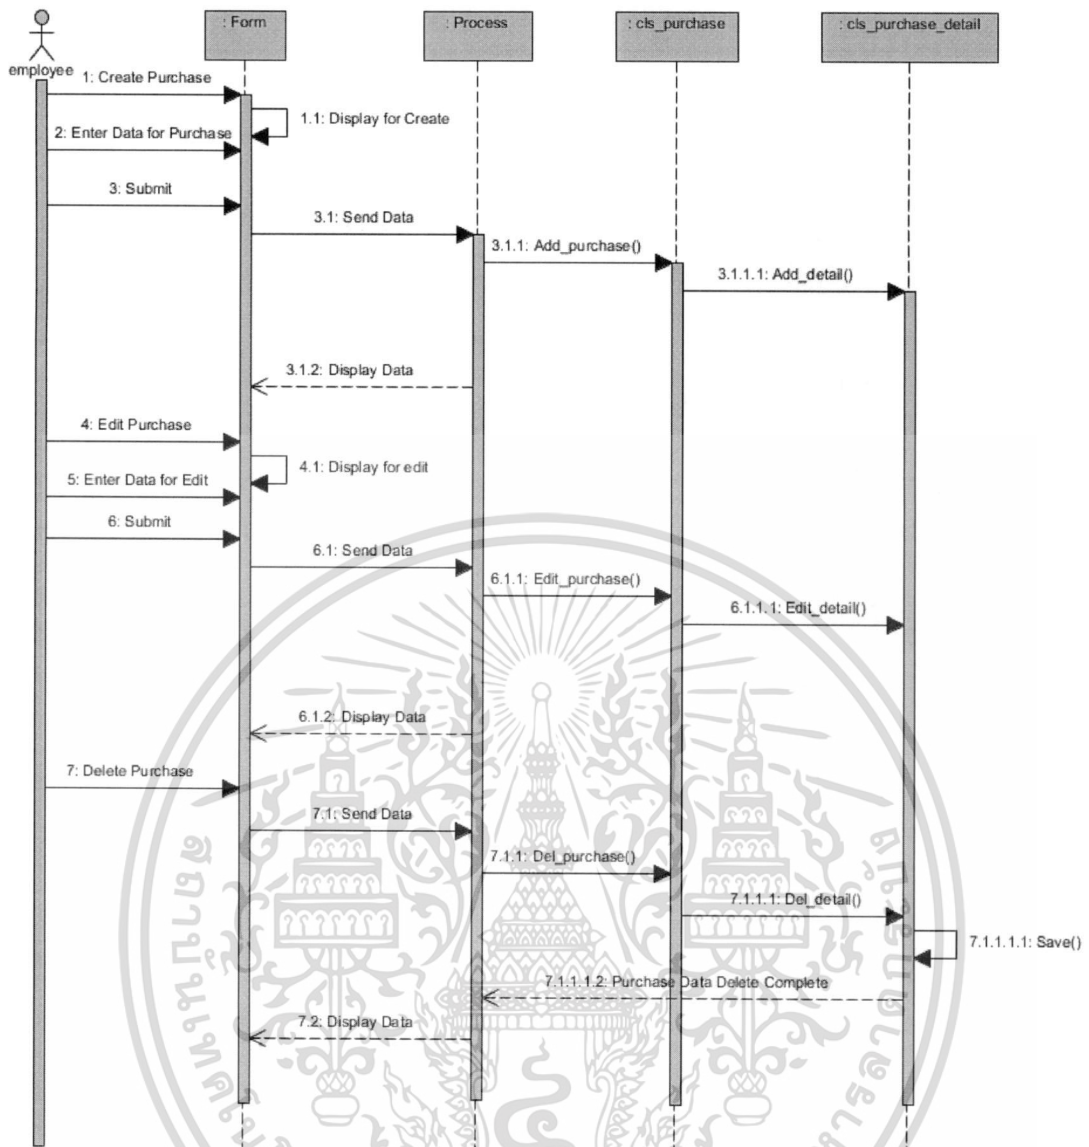 : Form
: Process
: cls_purchase
: cls_purchase_detail
employee
1: Create Purchase
1.1: Display for Create
2: Enter Data for Purchase
3: Submit
3.1: Send Data
3.1.1: Add_purchase()
3.1.1.1: Add_detail()
3.1.2: Display Data
4: Edit Purchase
4.1: Display for edit
5: Enter Data for Edit
6: Submit
6.1: Send Data
6.1.1: Edit_purchase()
6.1.1.1: Edit_detail()
6.1.2: Display Data
7: Delete Purchase
7.1: Send Data
7.1.1: Del_purchase()
7.1.1.1: Del_detail()
7.1.1.1.1: Save()
7.1.1.1.2: Purchase Data Delete Complete
7.2: Display Data